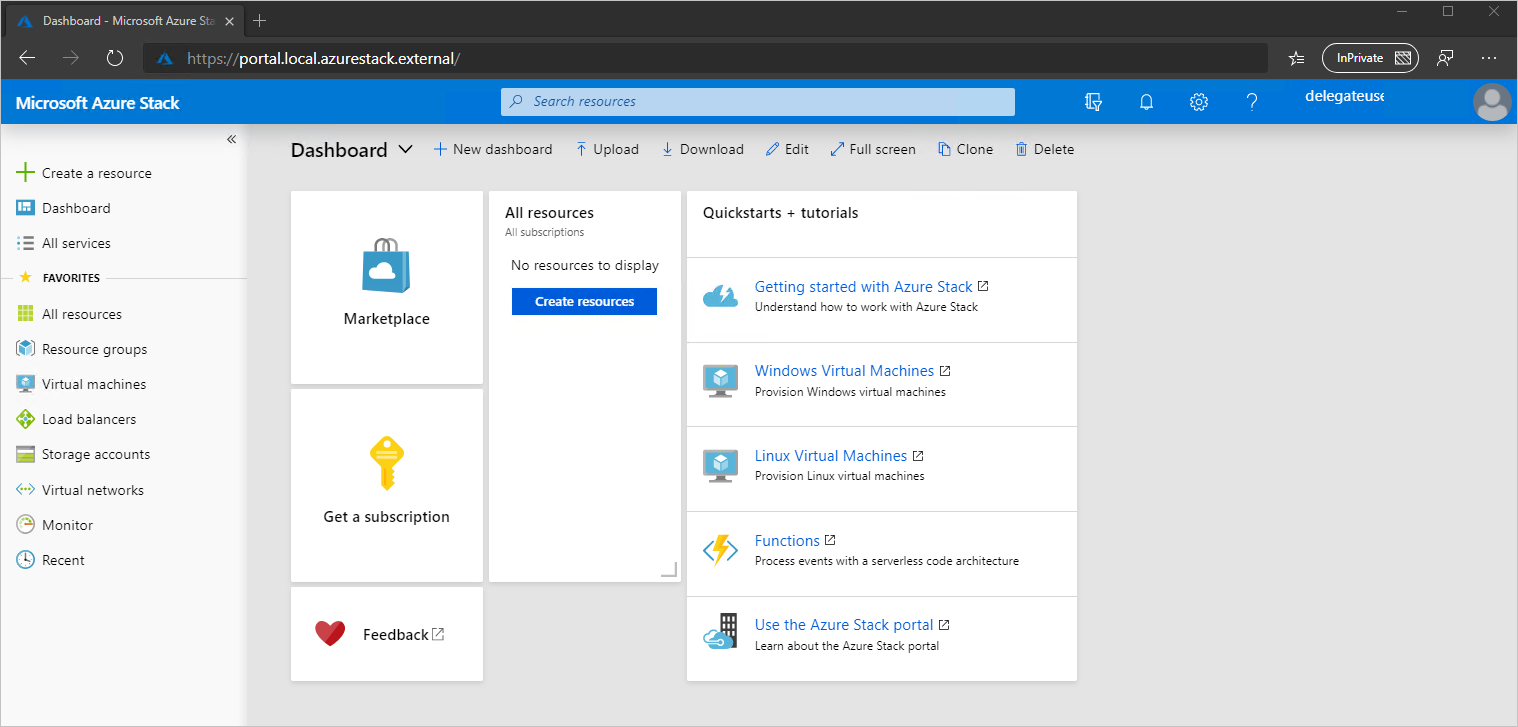 Dashboard - Microsoft Azure Sta
https://portal.local.azurestack.external/
InPrivate
Microsoft Azure Stack
Search resources
delegateuse
Create a resource
Dashboard
All services
FAVORITES
All resources
Resource groups
Virtual machines
Load balancers
Storage accounts
Virtual networks
Monitor
Recent
Dashboard
New dashboard
Upload
Download
Edit
Full screen
Clone
Delete
Marketplace
Get a subscription
Feedback
All resources
All subscriptions
No resources to display
Create resources
Quickstarts + tutorials
Getting started with Azure Stack
Understand how to work with Azure Stack
Windows Virtual Machines
Provision Windows virtual machines
Linux Virtual Machines
Provision Linux virtual machines
Functions
Process events with a serverless code architecture
Use the Azure Stack portal
Learn about the Azure Stack portal